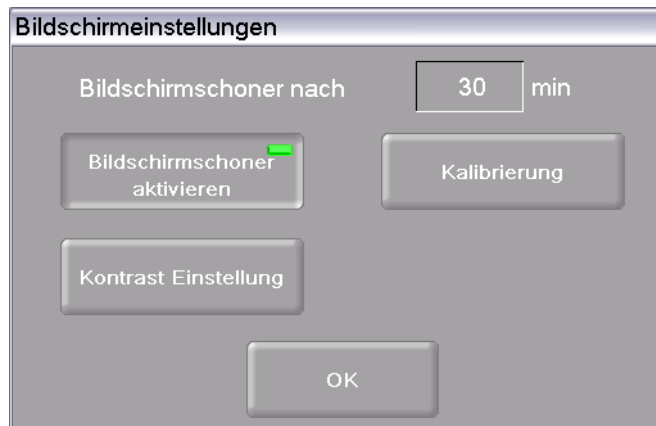 Bildschirmeinstellungen
Bildschirmschoner nach 30 min
Bildschirmschoner
aktivieren
Kalibrierung
Kontrast Einstellung
OK